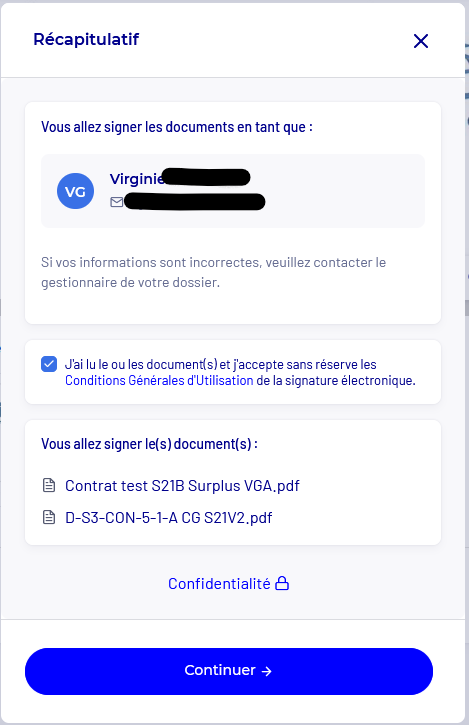 Récapitulatif
Vous allez signer les documents en tant que :
VG
Virginie
Si vos informations sont incorrectes, veuillez contacter le
gestionnaire de votre dossier.
J'ai lu le ou les document(s) et j'accepte sans réserve les
Conditions Générales d'Utilisation de la signature électronique.
Vous allez signer le(s) document(s) :
Contrat test S21B Surplus VGA.pdf
D-S3-CON-5-1-A CG S21V2.pdf
Confidentialité
Continuer →